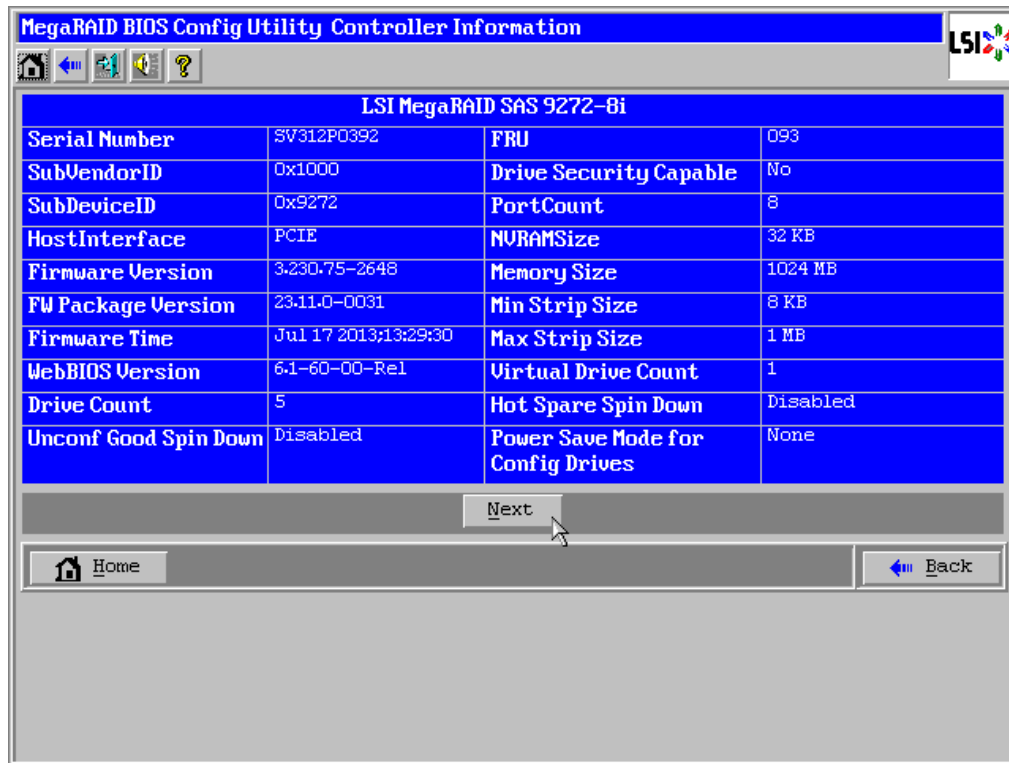 MegaRAID BIOS Config Utility Controller Information
LSI
LSI MegaRAID SAS 9272-8i
Serial Number SV312P0392 FRU 093
SubVendorID 0x1000 Drive Security Capable No
SubDeviceID 0x9272 PortCount 8
HostInterface PCIE NVRAMSize 32 KB
Firmware Version 3.230.75-2648 Memory Size 1024 MB
FW Package Version 23.11.0-0031 Min Strip Size 8 KB
Firmware Time Jul 17 2013;13:29:30 Max Strip Size 1 MB
WebBIOS Version 6.1-60-00-Rel Virtual Drive Count 1
Drive Count 5 Hot Spare Spin Down Disabled
Unconf Good Spin Down Disabled Power Save Mode for None
Config Drives
Next
Home Back